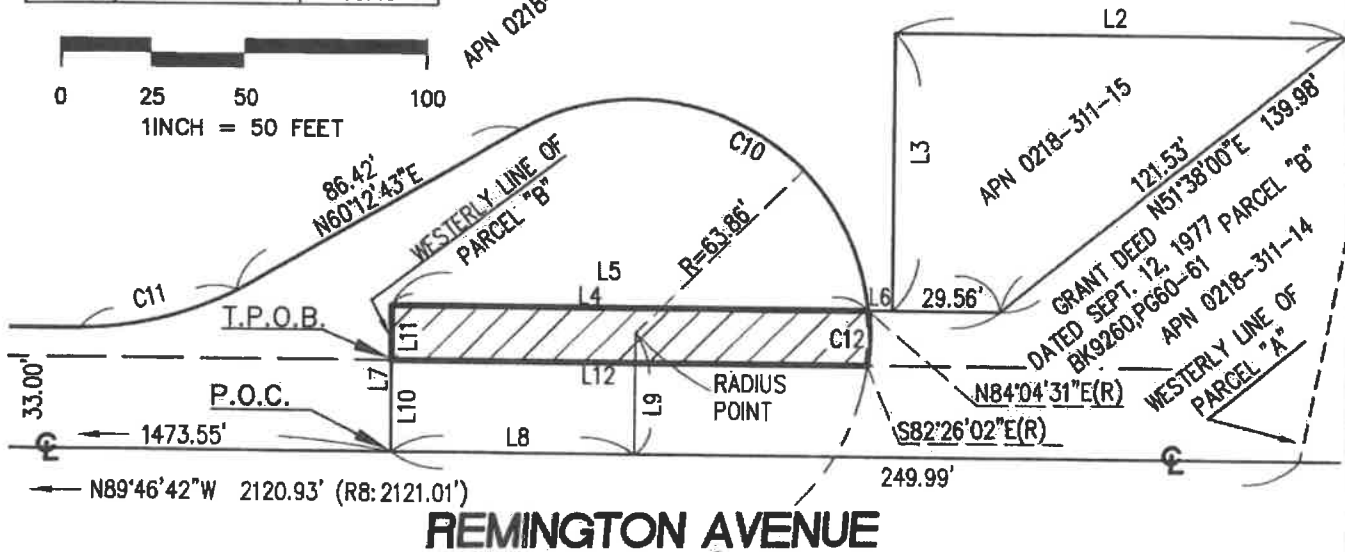 APN 0218-
0 25 50 100
1INCH = 50 FEET
L2
L3
APN 0218-311-15
121.53'
N51°38'00"E 139.98'
GRANT DEED
DATED SEPT. 12, 1977 PARCEL "B"
BK9260,PG60-61
APN 0218-311-14
WESTERLY LINE OF
PARCEL "A"
86.42'
N60°12'43"E
WESTERLY LINE OF
PARCEL "B"
C10
R=63.86'
C11
L5
L4
L6
29.56'
T.P.O.B.
L11
C12
L7
L12
RADIUS
POINT
N84°04'31"E(R)
S82°26'02"E(R)
33.00'
P.O.C.
L10
L9
L8
1473.55'
249.99'
N89°46'42"W 2120.93' (R8: 2121.01')
REMINGTON AVENUE